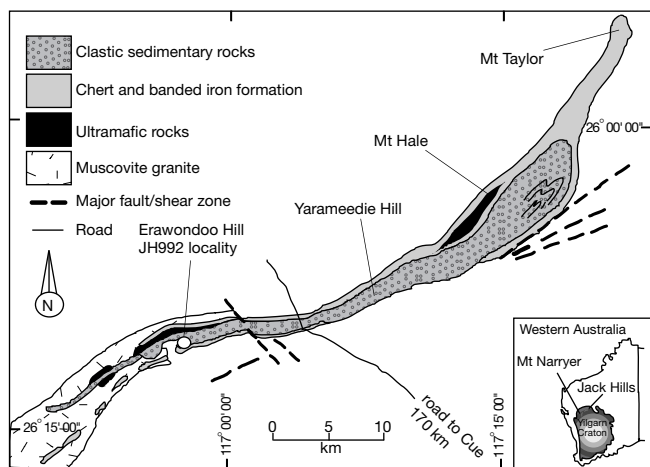 Clastic sedimentary rocks
Chert and banded iron formation
Ultramafic rocks
Muscovite granite
Major fault/shear zone
Road
N
Erawondoo Hill
JH992 locality
Mt Taylor
26° 00' 00"
Mt Hale
Yarameedie Hill
26° 15' 00"
117° 00' 00"
0 5 10
km
road to Cue
170 km
117° 15' 00"
Western Australia
Mt Narryer
Jack Hills
Yilgarn
Craton